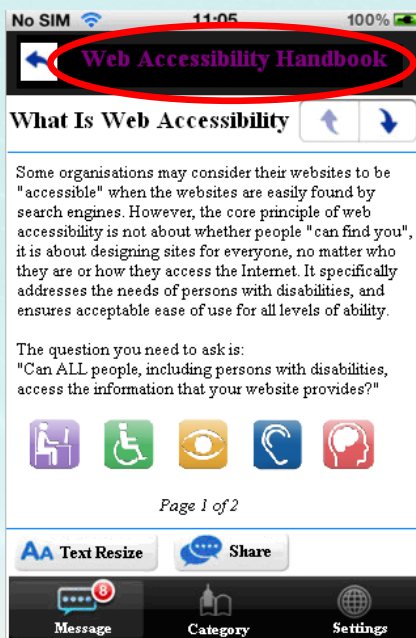 No SIM 11:05 100%
Web Accessibility Handbook
What Is Web Accessibility
Some organisations may consider their websites to be
"accessible" when the websites are easily found by
search engines. However, the core principle of web
accessibility is not about whether people "can find you",
it is about designing sites for everyone, no matter who
they are or how they access the Internet. It specifically
addresses the needs of persons with disabilities, and
ensures acceptable ease of use for all levels of ability.
The question you need to ask is:
"Can ALL people, including persons with disabilities,
access the information that your website provides?"
Page 1 of 2
AA Text Resize Share
8
Message Category Settings